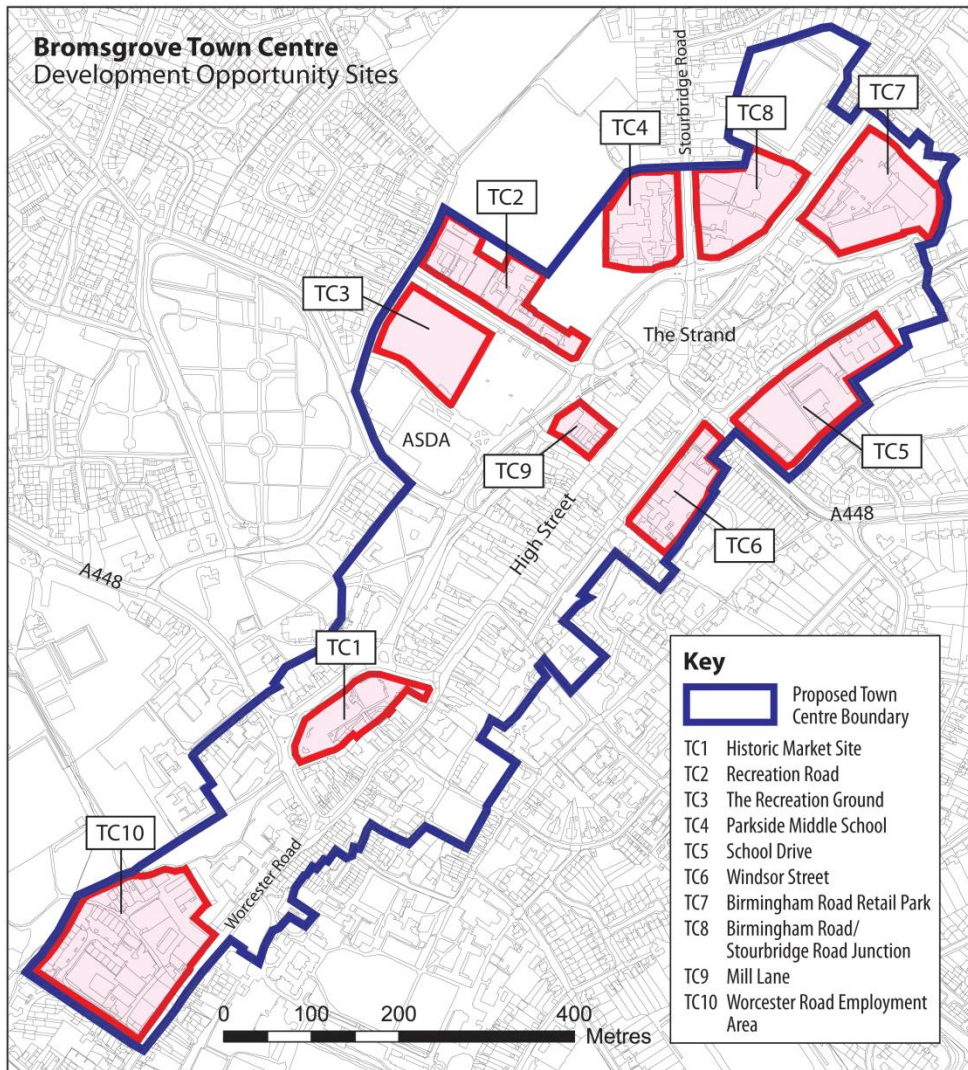 Bromsgrove Town Centre
Development Opportunity Sites
Stourbridge Road
TC7
TC8
TC4
TC2
TC3
The Strand
ASDA
TC9
TC5
High Street
A448
TC6
A448
TC1
Key
Proposed Town
Centre Boundary
TC1 Historic Market Site
TC2 Recreation Road
TC3 The Recreation Ground
TC4 Parkside Middle School
TC5 School Drive
TC6 Windsor Street
TC7 Birmingham Road Retail Park
TC8 Birmingham Road/
Stourbridge Road Junction
TC9 Mill Lane
TC10 Worcester Road Employment
Area
TC10
Worcester Road
0 100 200 400
Metres